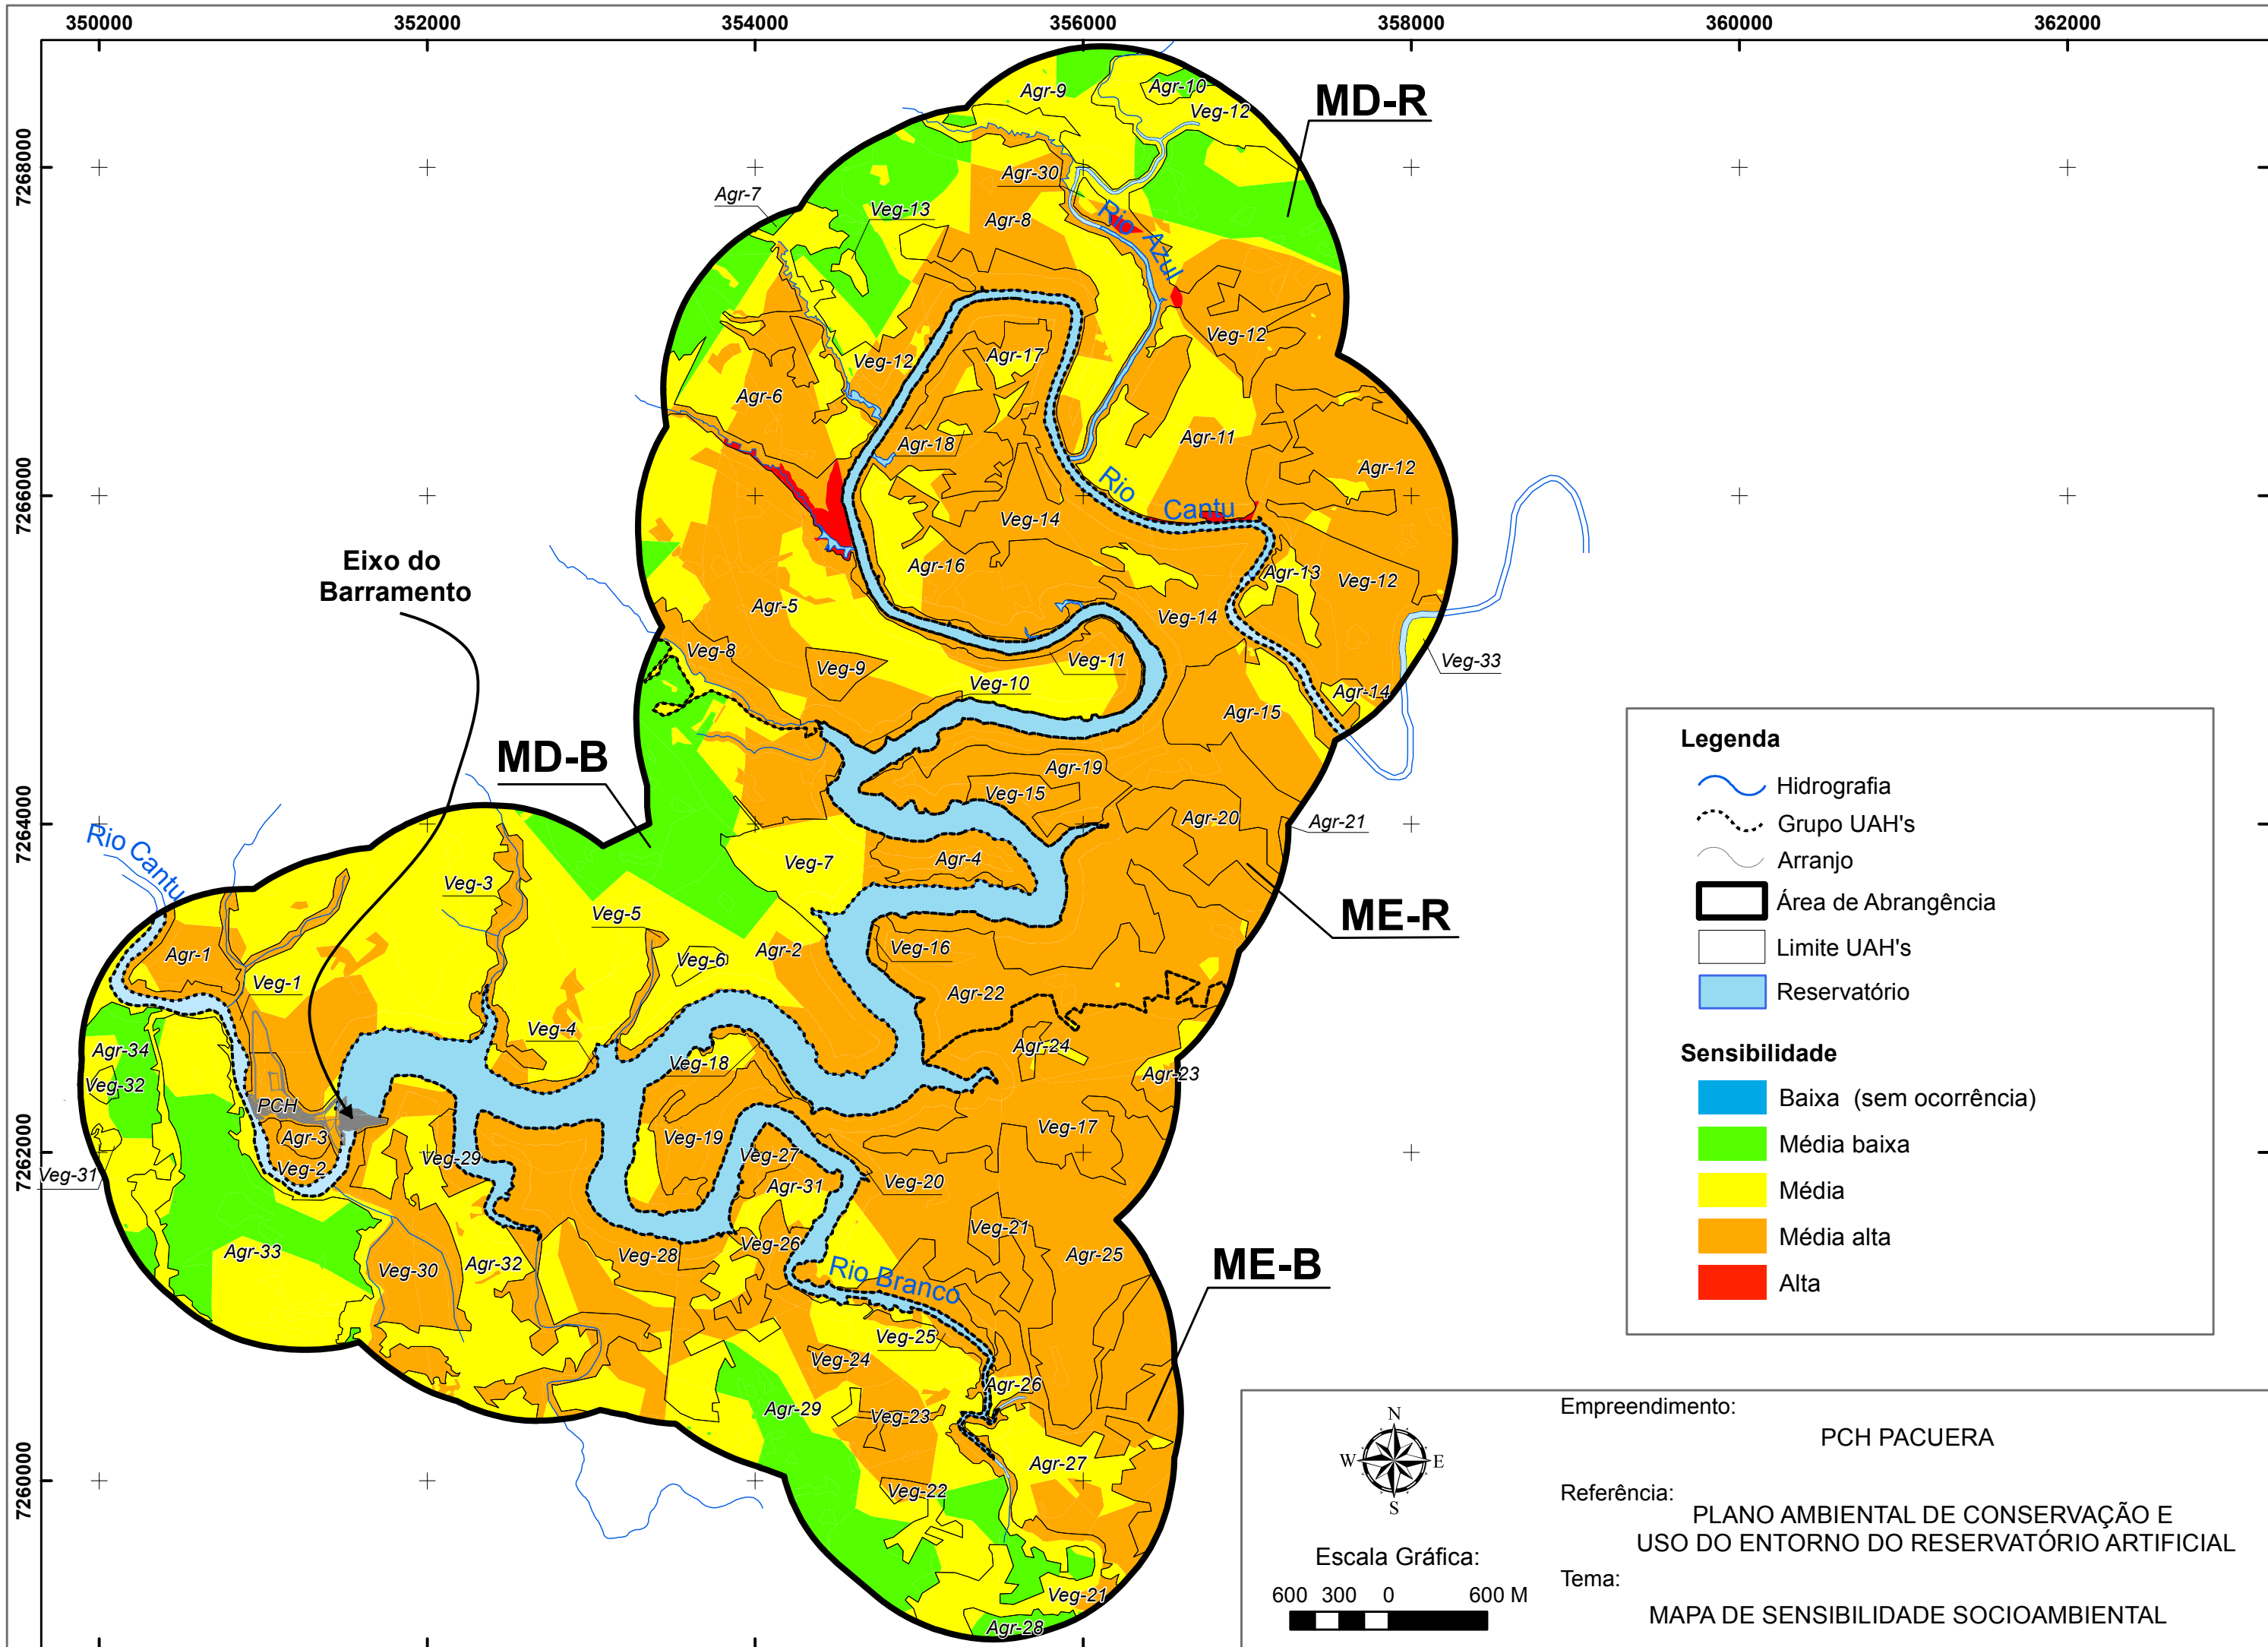 350000
352000
354000
356000
358000
360000
362000
7268000
7266000
7264000
7262000
7260000
MD-R
Agr-9
Agr-10
Veg-12
Agr-30
Agr-7
Veg-13
Agr-8
Rio Azul
Veg-12
Veg-12
Agr-17
Agr-6
Agr-18
Agr-11
Agr-12
Rio Cantu
Veg-14
Agr-16
Agr-13
Veg-12
Eixo do
Barramento
Agr-5
Veg-14
Veg-8
Veg-9
Veg-11
Veg-33
Veg-10
Agr-14
Agr-15
MD-B
Agr-19
Veg-15
Agr-20
Agr-21
Rio Cantu
Veg-7
Agr-4
Veg-3
Veg-5
ME-R
Agr-1
Agr-2
Veg-16
Veg-6
Veg-1
Agr-22
Veg-4
Agr-34
Veg-18
Agr-24
Agr-23
Veg-32
PCH
Agr-3
Veg-19
Veg-17
Veg-2
Veg-29
Veg-27
Veg-31
Agr-31
Veg-20
Veg-21
Agr-33
Veg-28
Veg-26
Agr-25
Veg-30
Agr-32
Rio Branco
ME-B
Veg-25
Veg-24
Agr-26
Agr-29
Veg-23
Agr-27
Veg-22
Veg-21
Agr-28
Legenda
Hidrografia
Grupo UAH's
Arranjo
Área de Abrangência
Limite UAH's
Reservatório
Sensibilidade
Baixa (sem ocorrência)
Média baixa
Média
Média alta
Alta
N
W
E
S
Escala Gráfica:
600 300 0 600 M
Empreendimento:
PCH PACUERA
Referência:
PLANO AMBIENTAL DE CONSERVAÇÃO E
USO DO ENTORNO DO RESERVATÓRIO ARTIFICIAL
Tema:
MAPA DE SENSIBILIDADE SOCIOAMBIENTAL